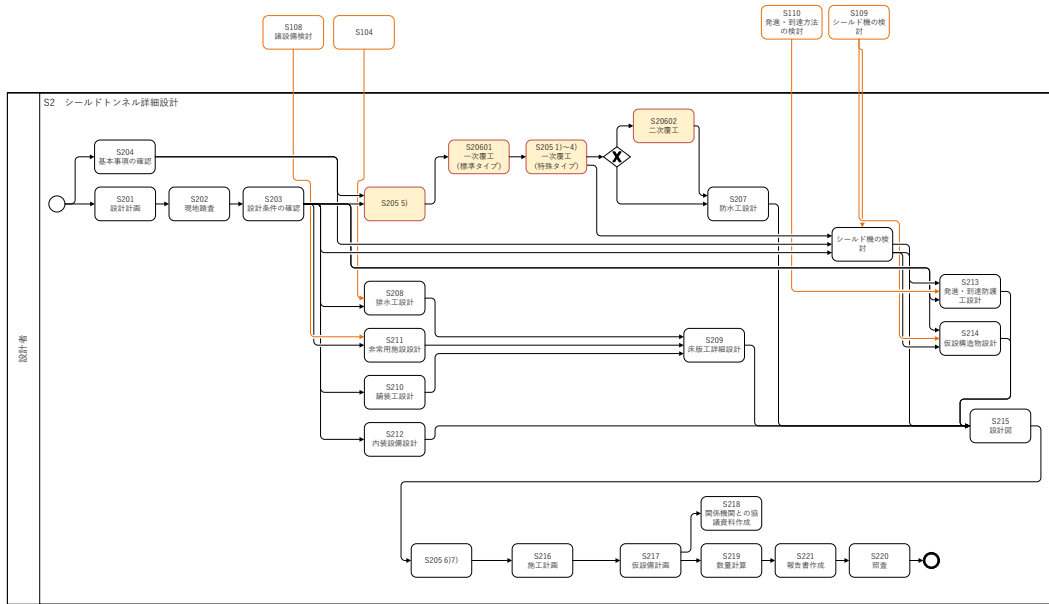 S108
諸設備検討
S104
S110
発進・到達方法
の検討
S109
シールド機の検
討
S2 シールドトンネル詳細設計
設計者
S204
基本事項の確認
S201
設計計画
S202
現地踏査
S203
設計条件の確認
S205 5)
S20601
一次覆工
(標準タイプ)
S205 1)～4)
一次覆工
(特殊タイプ)
S20602
二次覆工
X
S207
防水工設計
シールド機の検
討
S208
排水工設計
S211
非常用施設設計
S210
舗装工設計
S212
内装設備設計
S209
床版工詳細設計
S213
発進・到達防護
工設計
S214
仮設構造物設計
S215
設計図
S205 6)7)
S216
施工計画
S217
仮設備計画
S218
関係機関との協
議資料作成
S219
数量計算
S221
報告書作成
S220
照査